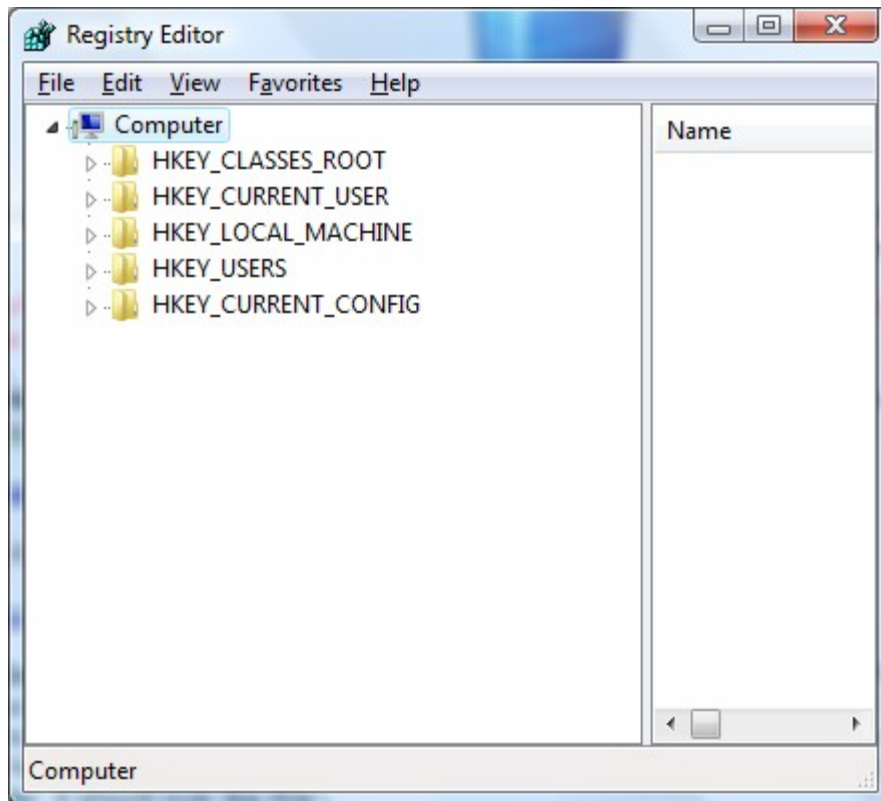 Registry Editor
File Edit View Favorites Help
Computer
HKEY_CLASSES_ROOT
HKEY_CURRENT_USER
HKEY_LOCAL_MACHINE
HKEY_USERS
HKEY_CURRENT_CONFIG
Name
Computer